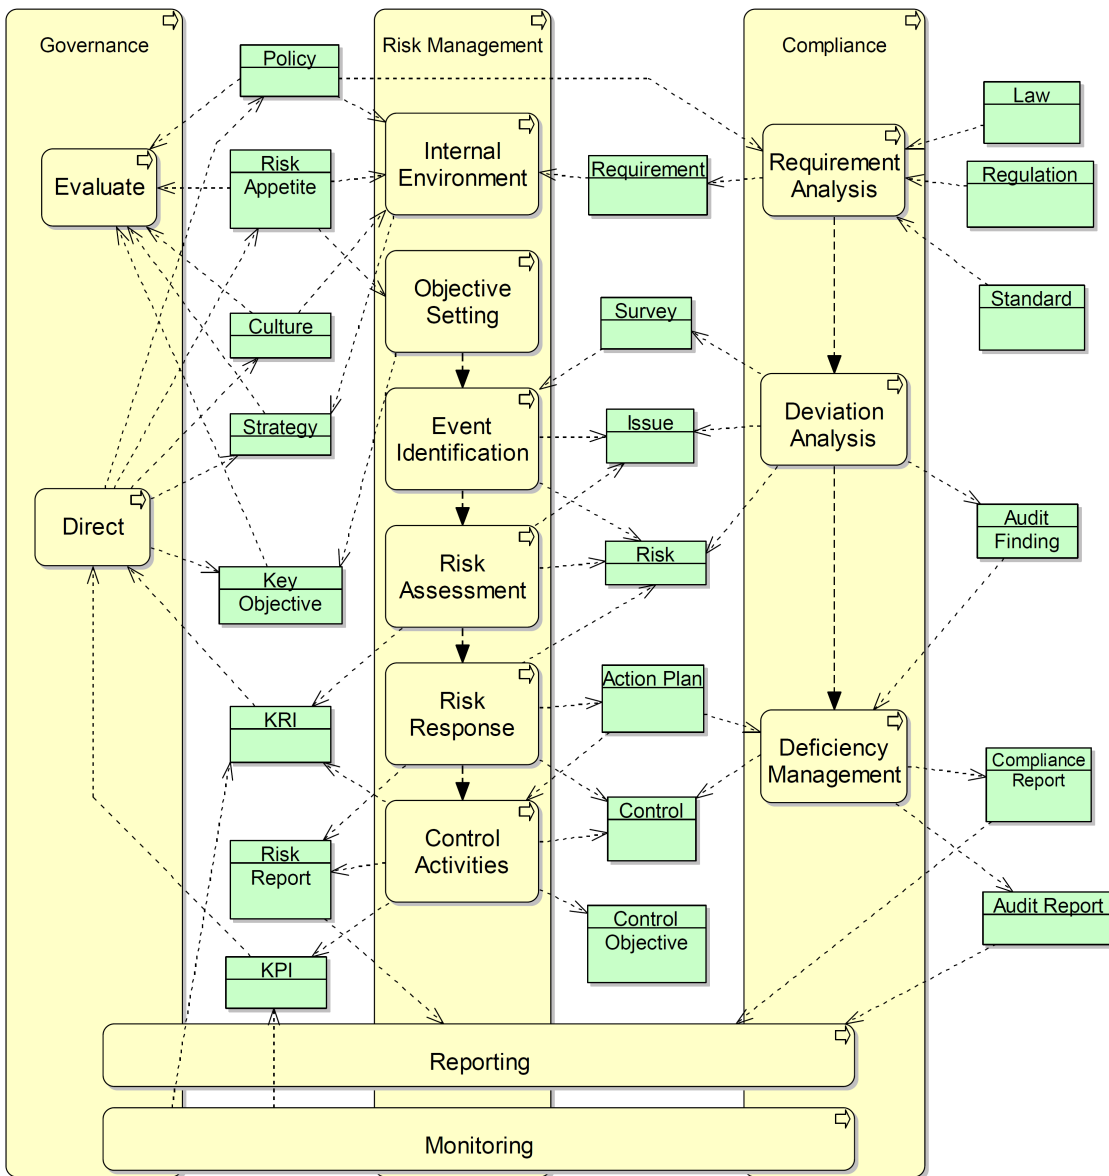 Governance
Risk Management
Compliance
Policy
Law
Internal
Environment
Requirement
Analysis
Evaluate
Risk
Appetite
Requirement
Regulation
Objective
Setting
Standard
Survey
Culture
Event
Identification
Deviation
Analysis
Strategy
Issue
Direct
Audit
Finding
Risk
Assessment
Risk
Key
Objective
Action Plan
Risk
Response
KRI
Deficiency
Management
Compliance
Report
Control
Control
Activities
Risk
Report
Audit Report
Control
Objective
KPI
Reporting
Monitoring